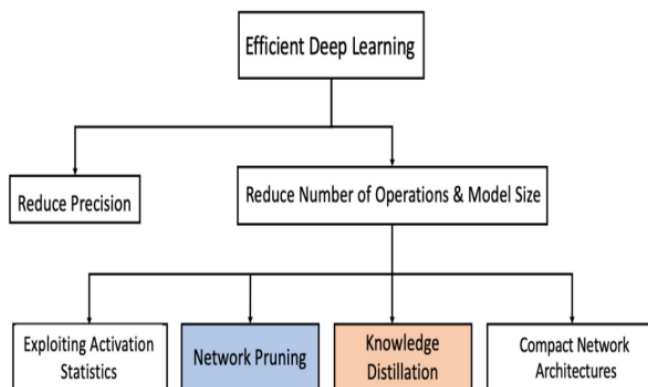 Efficient Deep Learning
Reduce Precision
Reduce Number of Operations & Model Size
Exploiting Activation
Statistics
Network Pruning
Knowledge
Distillation
Compact Network
Architectures